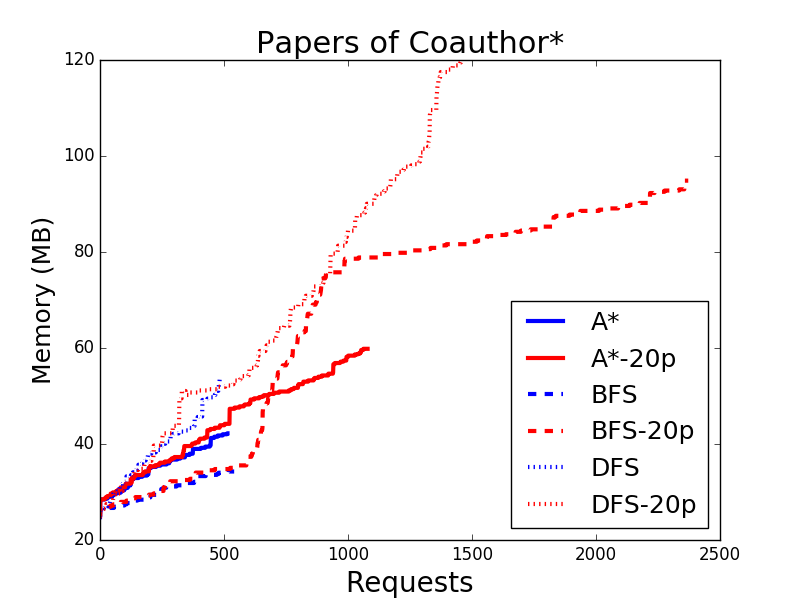 Papers of Coauthor*
120
100
80
60
40
20
Memory (MB)
0
500
1000
1500
2000
2500
Requests
A*
A*-20p
BFS
BFS-20p
DFS
DFS-20p